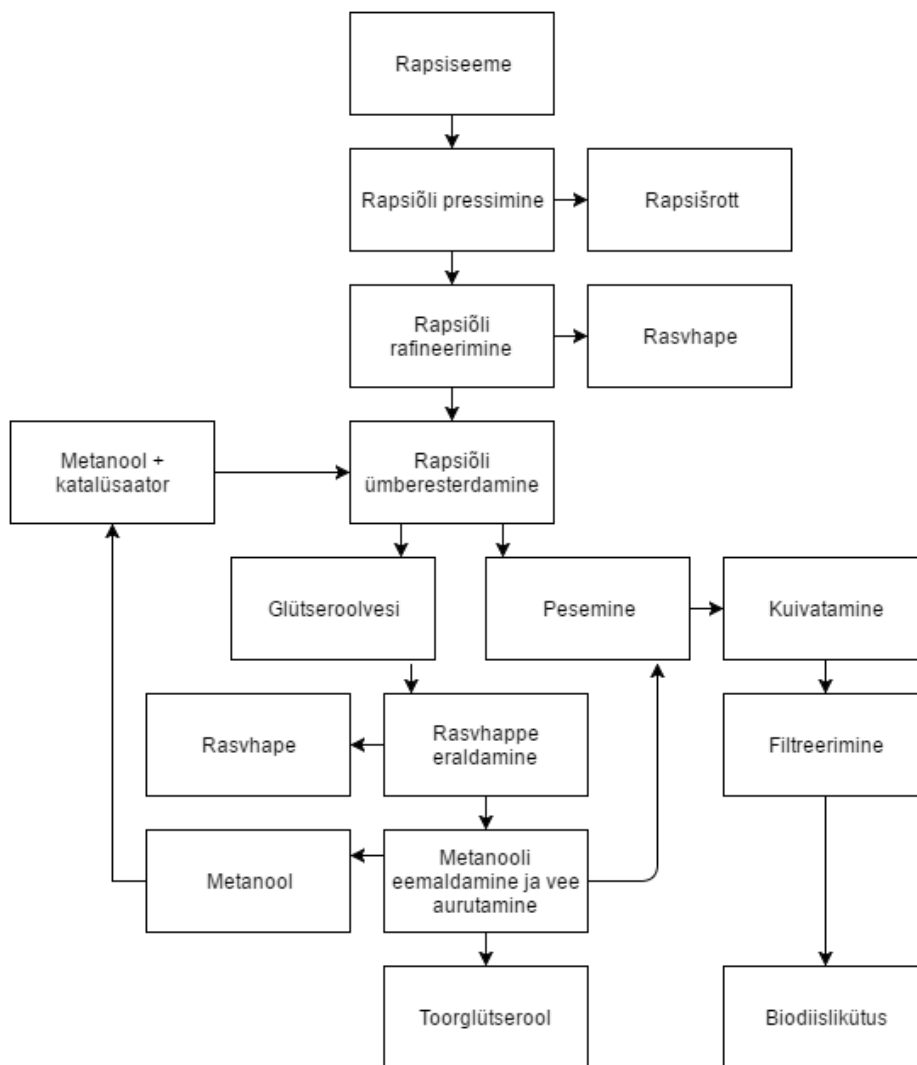 Rapsiseeme
Rapsiõli pressimine
Rapsišrott
Rapsiõli
rafineerimine
Rasvhape
Metanool +
katalüsaator
Rapsiõli
ümberesterdamine
Glütseroolvesi
Pesemine
Kuivatamine
Rasvhape
Rasvhappe
eraldamine
Filtreerimine
Metanool
Metanooli
eemaldamine ja vee
aurutamine
Toorglütserool
Biodiislikütus